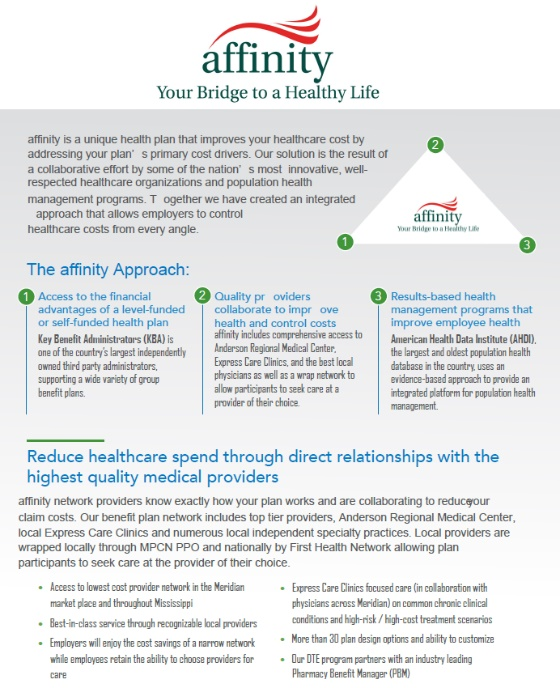 affinity
Your Bridge to a Healthy Life
affinity is a unique health plan that improves your healthcare cost by
addressing your plan' s primary cost drivers. Our solution is the result of
a collaborative effort by some of the nation' s most innovative, well-
respected healthcare organizations and population health
management programs. T ogether we have created an integrated
approach that allows employers to control
healthcare costs from every angle.
2
affinity
Your Bridge to a Healthy Life
1
3
The affinity Approach:
1 Access to the financial
advantages of a level-funded
or self-funded health plan
Key Benefit Administrators (KBA) is
one of the country's largest independently
owned third party administrators,
supporting a wide variety of group
benefit plans.
2 Quality pr oviders
collaborate to impr ove
health and control costs
affinity includes comprehensive access to
Anderson Regional Medical Center,
Express Care Clinics, and the best local
physicians as well as a wrap network to
allow participants to seek care at a
provider of their choice.
3 Results-based health
management programs that
improve employee health
American Health Data Institute (AHDI),
the largest and oldest population health
database in the country, uses an
evidence-based approach to provide an
integrated platform for population health
management.
Reduce healthcare spend through direct relationships with the
highest quality medical providers
affinity network providers know exactly how your plan works and are collaborating to reduce your
claim costs. Our benefit plan network includes top tier providers, Anderson Regional Medical Center,
local Express Care Clinics and numerous local independent specialty practices. Local providers are
wrapped locally through MPCN PPO and nationally by First Health Network allowing plan
participants to seek care at the provider of their choice.
• Access to lowest cost provider network in the Meridian
market place and throughout Mississippi
• Best-in-class service through recognizable local providers
• Employers will enjoy the cost savings of a narrow network
while employees retain the ability to choose providers for
care
• Express Care Clinics focused care (in collaboration with
physicians across Meridian) on common chronic clinical
conditions and high-risk / high-cost treatment scenarios
• More than 30 plan design options and ability to customize
• Our DTE program partners with an industry leading
Pharmacy Benefit Manager (PBM)